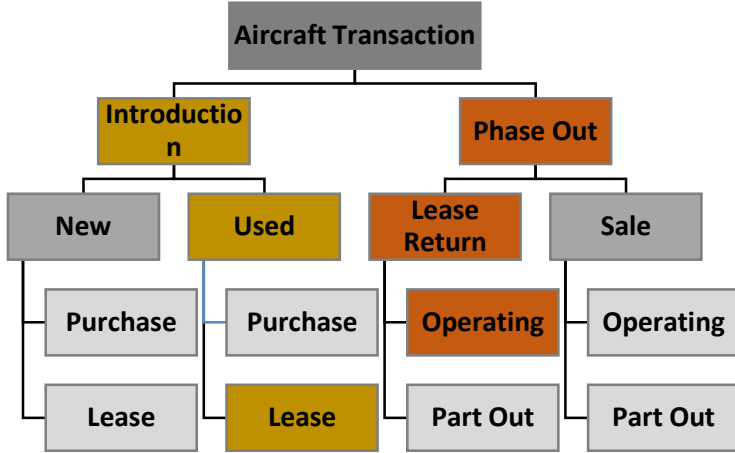 Aircraft Transaction
Introductio
n
Phase Out
New
Used
Lease
Return
Sale
Purchase
Purchase
Operating
Operating
Lease
Lease
Part Out
Part Out